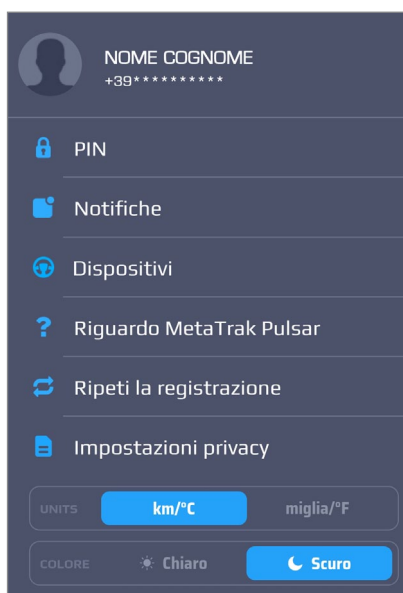 NOME COGNOME
+39**********
PIN
Notifiche
Dispositivi
Riguardo MetaTrak Pulsar
Ripeti la registrazione
Impostazioni privacy
UNITS km/°C miglia/°F
COLORE Chiaro Scuro